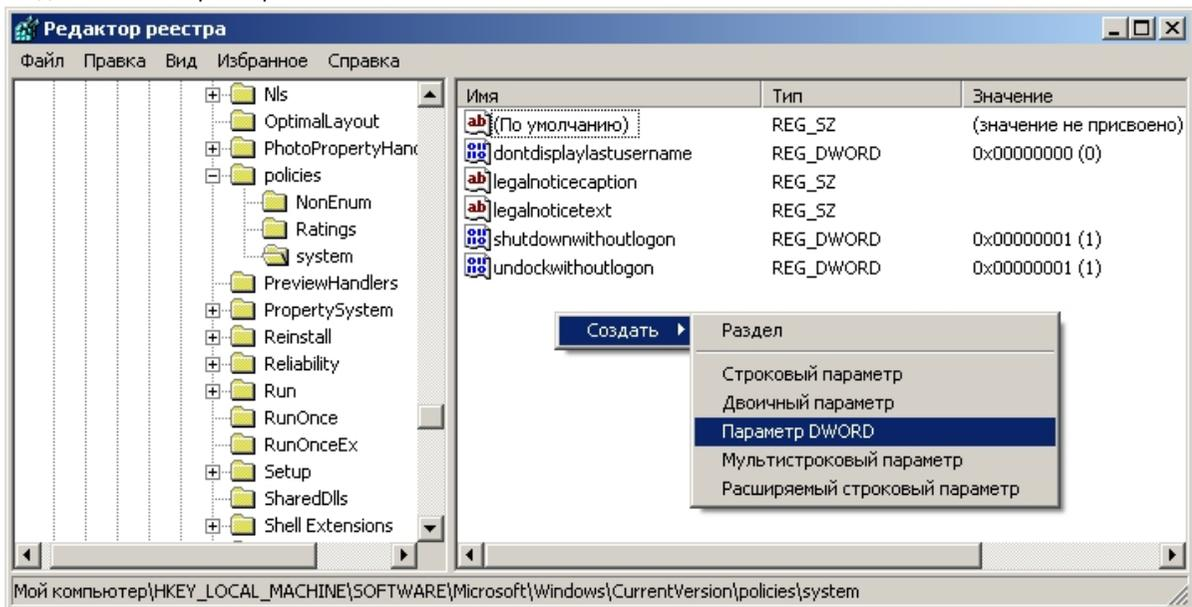 Редактор реестра
Файл Правка Вид Избранное Справка
Nls
OptimalLayout
PhotoPropertyHand
policies
NonEnum
Ratings
system
PreviewHandlers
PropertySystem
Reinstall
Reliability
Run
RunOnce
RunOnceEx
Setup
SharedDlls
Shell Extensions
Имя Тип Значение
(По умолчанию) REG_SZ (значение не присвоено)
dontdisplaylastusername REG_DWORD 0x00000000 (0)
legalnoticecaption REG_SZ
legalnoticetext REG_SZ
shutdownwithoutlogon REG_DWORD 0x00000001 (1)
undockwithoutlogon REG_DWORD 0x00000001 (1)
Создать
Раздел
Строковый параметр
Двоичный параметр
Параметр DWORD
Мультистроковый параметр
Расширяемый строковый параметр
Мой компьютер\HKEY_LOCAL_MACHINE\SOFTWARE\Microsoft\Windows\CurrentVersion\policies\system